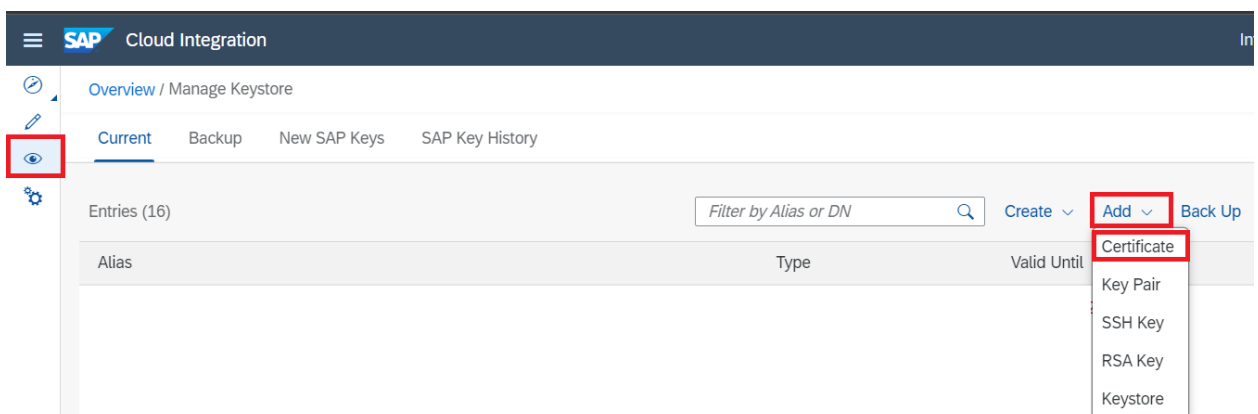 SAP Cloud Integration
Overview / Manage Keystore
Current Backup New SAP Keys SAP Key History
Entries (16) Filter by Alias or DN Create Add Back Up
Alias Type Valid Until
Certificate
Key Pair
SSH Key
RSA Key
Keystore